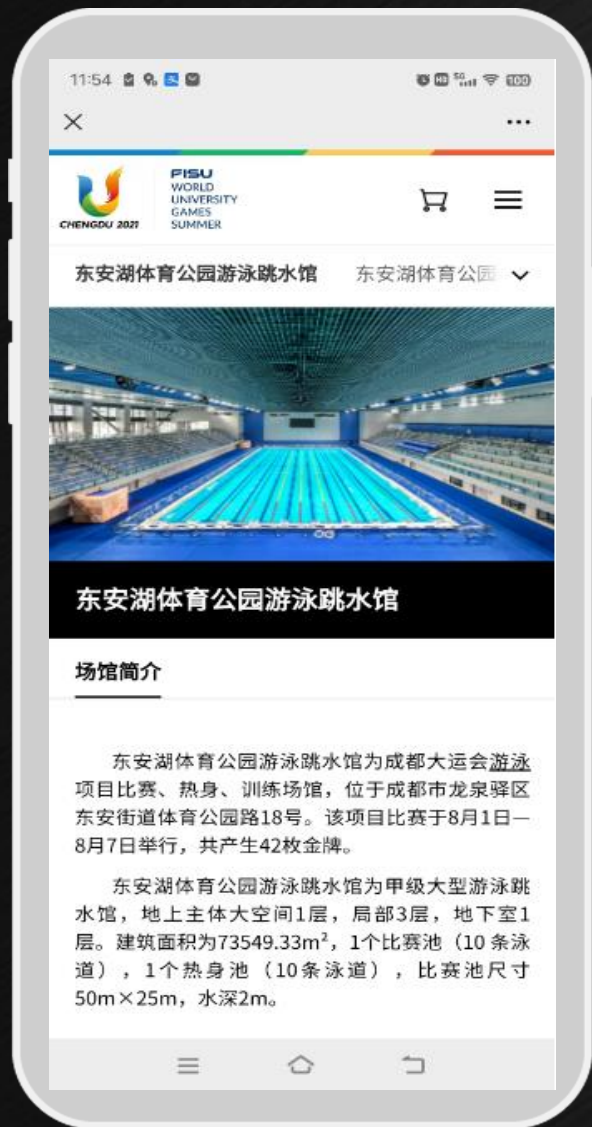 11:54
5G
100
CHENGDU 2021
FISU
WORLD
UNIVERSITY
GAMES
SUMMER
东安湖体育公园游泳跳水馆 东安湖体育公园
东安湖体育公园游泳跳水馆
场馆简介
东安湖体育公园游泳跳水馆为成都大运会游泳
项目比赛、热身、训练场馆，位于成都市龙泉驿区
东安街道体育公园路18号。该项目比赛于8月1日—
8月7日举行，共产生42枚金牌。
东安湖体育公园游泳跳水馆为甲级大型游泳跳
水馆，地上主体大空间1层，局部3层，地下室1
层。建筑面积为73549.33m²，1个比赛池（10 条泳
道），1个热身池（10条泳道），比赛池尺寸
50m×25m，水深2m。